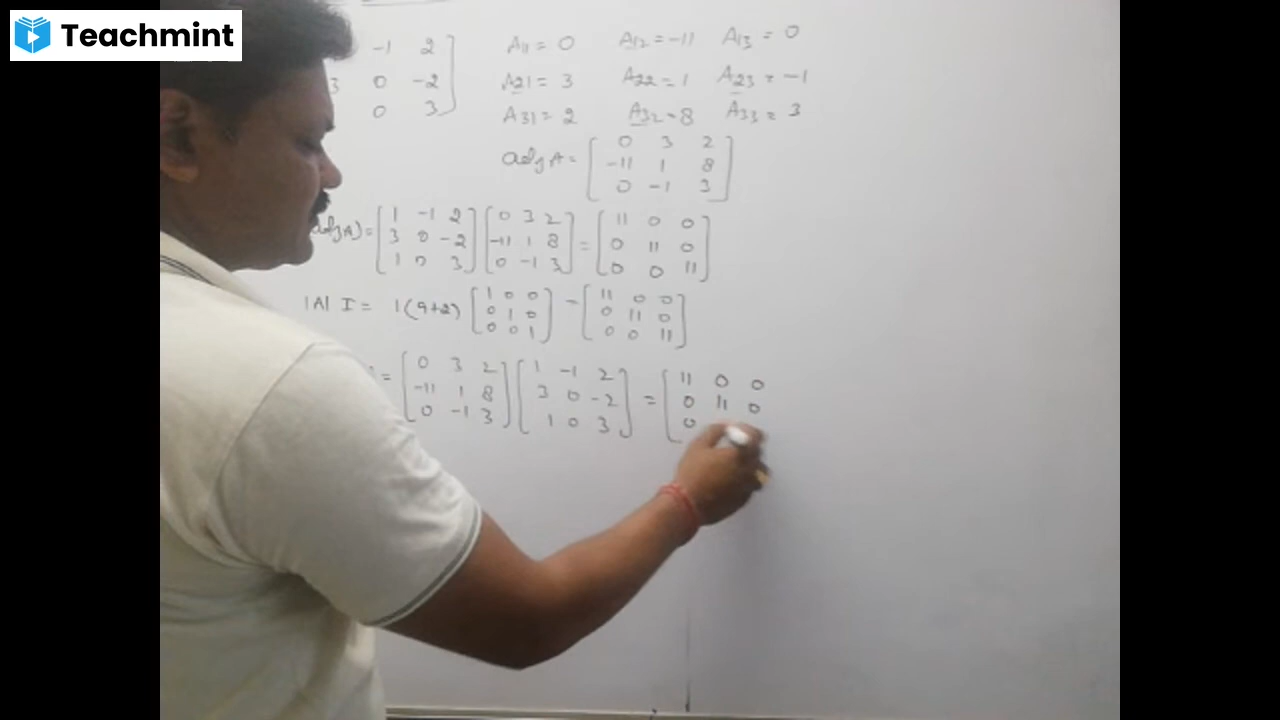 Teachmint
-1 2
3 0 -2
0 3
A11 = 0 A12 = -11 A13 = 0
A21 = 3 A22 = 1 A23 = -1
A31 = 2 A32 = 8 A33 = 3
adj A = [ 0 3 2
-11 1 8
0 -1 3 ]
adj A) = [ 1 -1 2 ] [ 0 3 2 ] = [ 11 0 0 ]
3 0 -2 -11 1 8 0 11 0
1 0 3 0 -1 3 0 0 11
|A| I = 1(9+2) [ 1 0 0 ] = [ 11 0 0 ]
0 1 0 0 11 0
0 0 1 0 0 11
= [ 0 3 2 ] [ 1 -1 2 ] = [ 11 0 0
-11 1 8 3 0 -2 0 11 0
0 -1 3 1 0 3 0